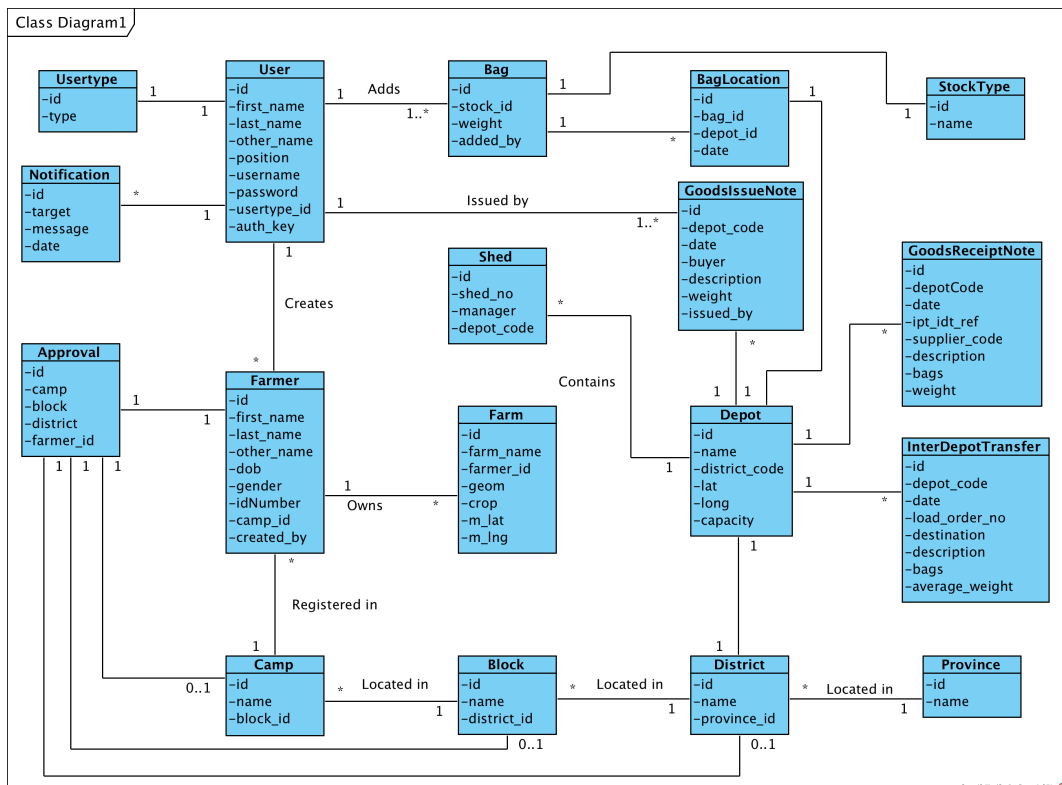 Class Diagram1
Usertype
-id
-type
1
1
User
-id
-first_name
-last_name
-other_name
-position
-username
-password
-usertype_id
-auth_key
1
Adds
1..*
Bag
-id
-stock_id
-weight
-added_by
1
1
BagLocation
-id
-bag_id
-depot_id
-date
1
*
1
StockType
-id
-name
Notification
-id
-target
-message
-date
*
1
1
Issued by
1..*
GoodsIssueNote
-id
-depot_code
-date
-buyer
-description
-weight
-issued_by
*
1
1
Shed
-id
-shed_no
-manager
-depot_code
*
Contains
1
GoodsReceiptNote
-id
-depotCode
-date
-ipt_idt_ref
-supplier_code
-description
-bags
-weight
*
1
1
Creates
*
Approval
-id
-camp
-block
-district
-farmer_id
1
1
1
1
1
Farmer
-id
-first_name
-last_name
-other_name
-dob
-gender
-idNumber
-camp_id
-created_by
1
Owns
*
Farm
-id
-farm_name
-farmer_id
-geom
-crop
-m_lat
-m_lng
Depot
-id
-name
-district_code
-lat
-long
-capacity
1
*
InterDepotTransfer
-id
-depot_code
-date
-load_order_no
-destination
-description
-bags
-average_weight
1
1
*
Registered in
1
0..1
Camp
-id
-name
-block_id
*
Located in
1
Block
-id
-name
-district_id
0..1
*
Located in
1
District
-id
-name
-province_id
0..1
*
Located in
1
Province
-id
-name